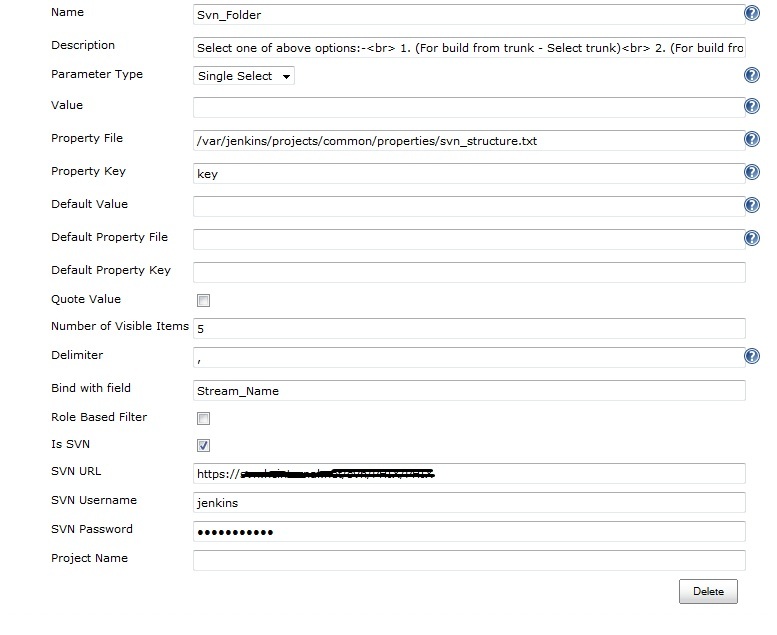 Name Svn_Folder
Description Select one of above options:-<br> 1. (For build from trunk - Select trunk)<br> 2. (For build fro
Parameter Type Single Select
Value
Property File /var/jenkins/projects/common/properties/svn_structure.txt
Property Key key
Default Value
Default Property File
Default Property Key
Quote Value
Number of Visible Items 5
Delimiter ,
Bind with field Stream_Name
Role Based Filter
Is SVN
SVN URL https://
SVN Username jenkins
SVN Password ●●●●●●●●●●●
Project Name
Delete